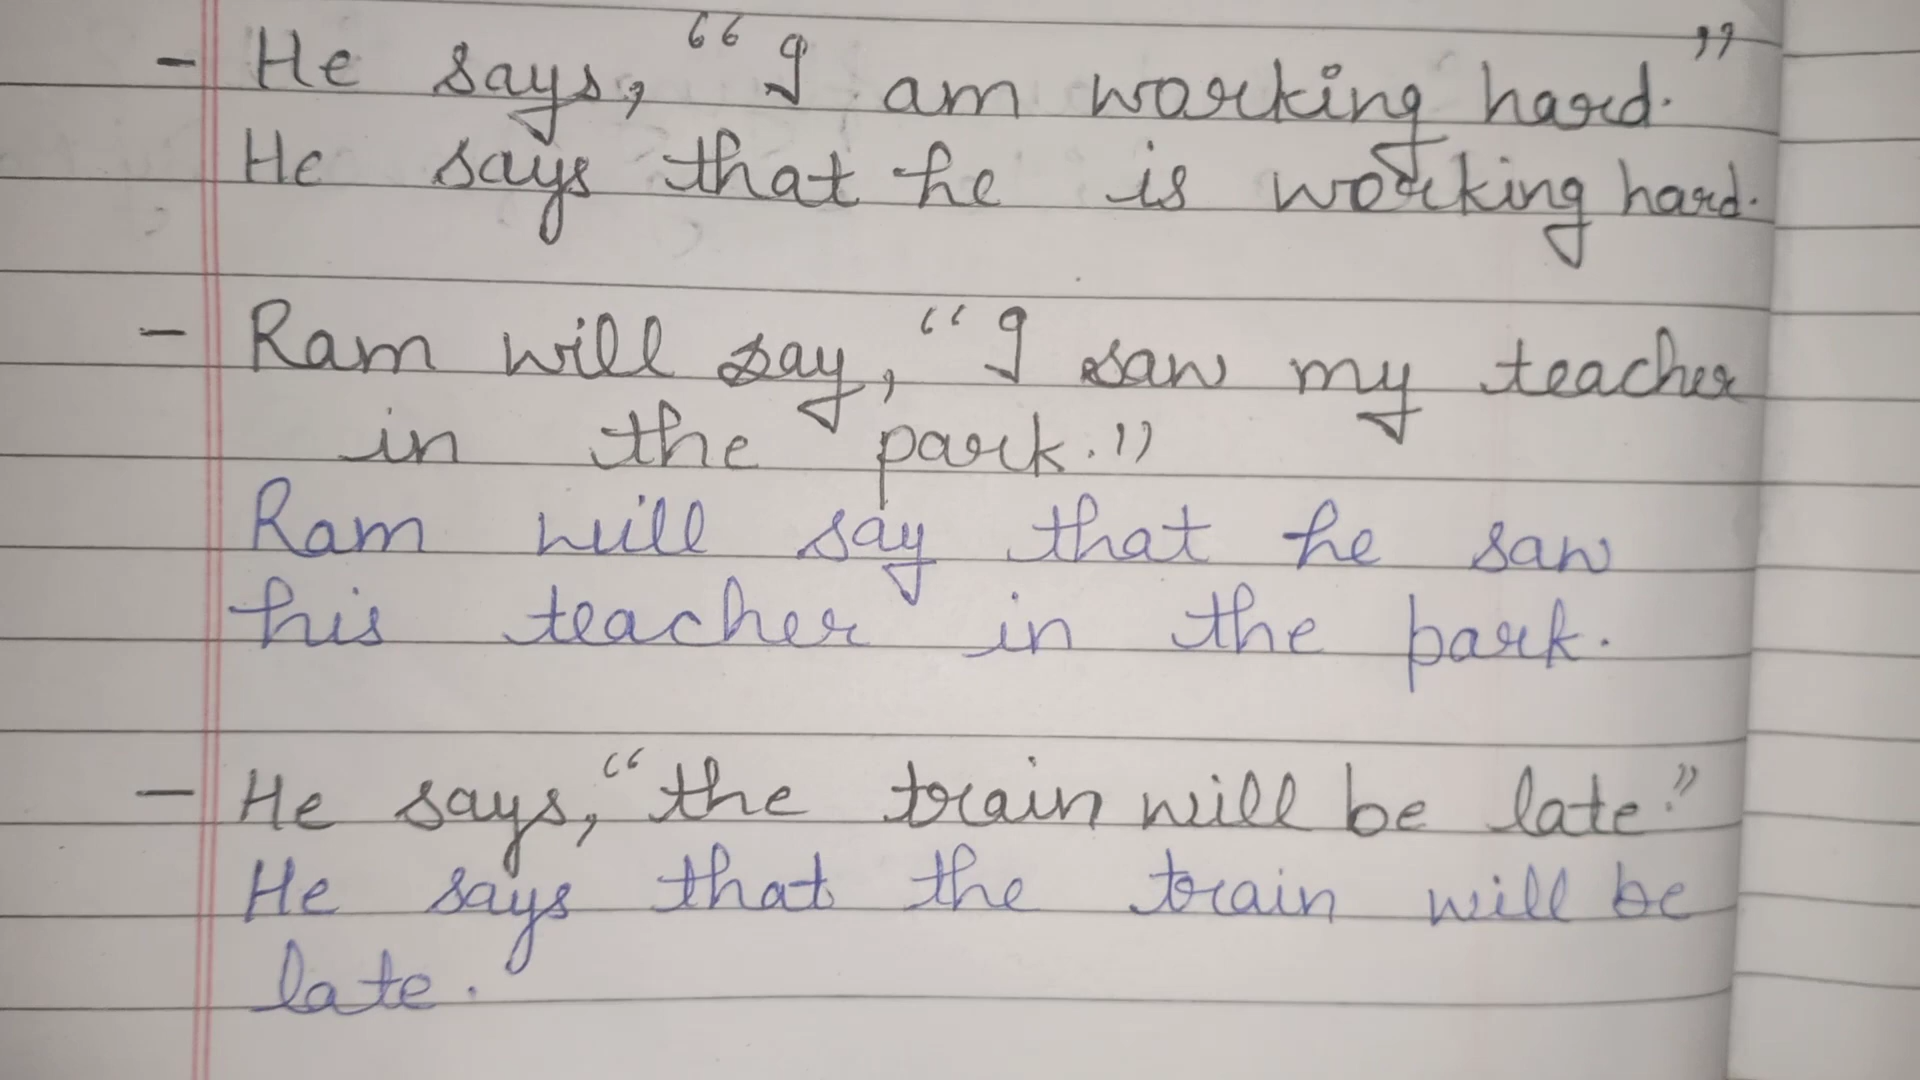 - He says, “I am working hard.”
He says that he is working hard.
- Ram will say, “I saw my teacher
in the park.”
Ram will say that he saw
his teacher in the park.
- He says, “the train will be late.”
He says that the train will be
late.